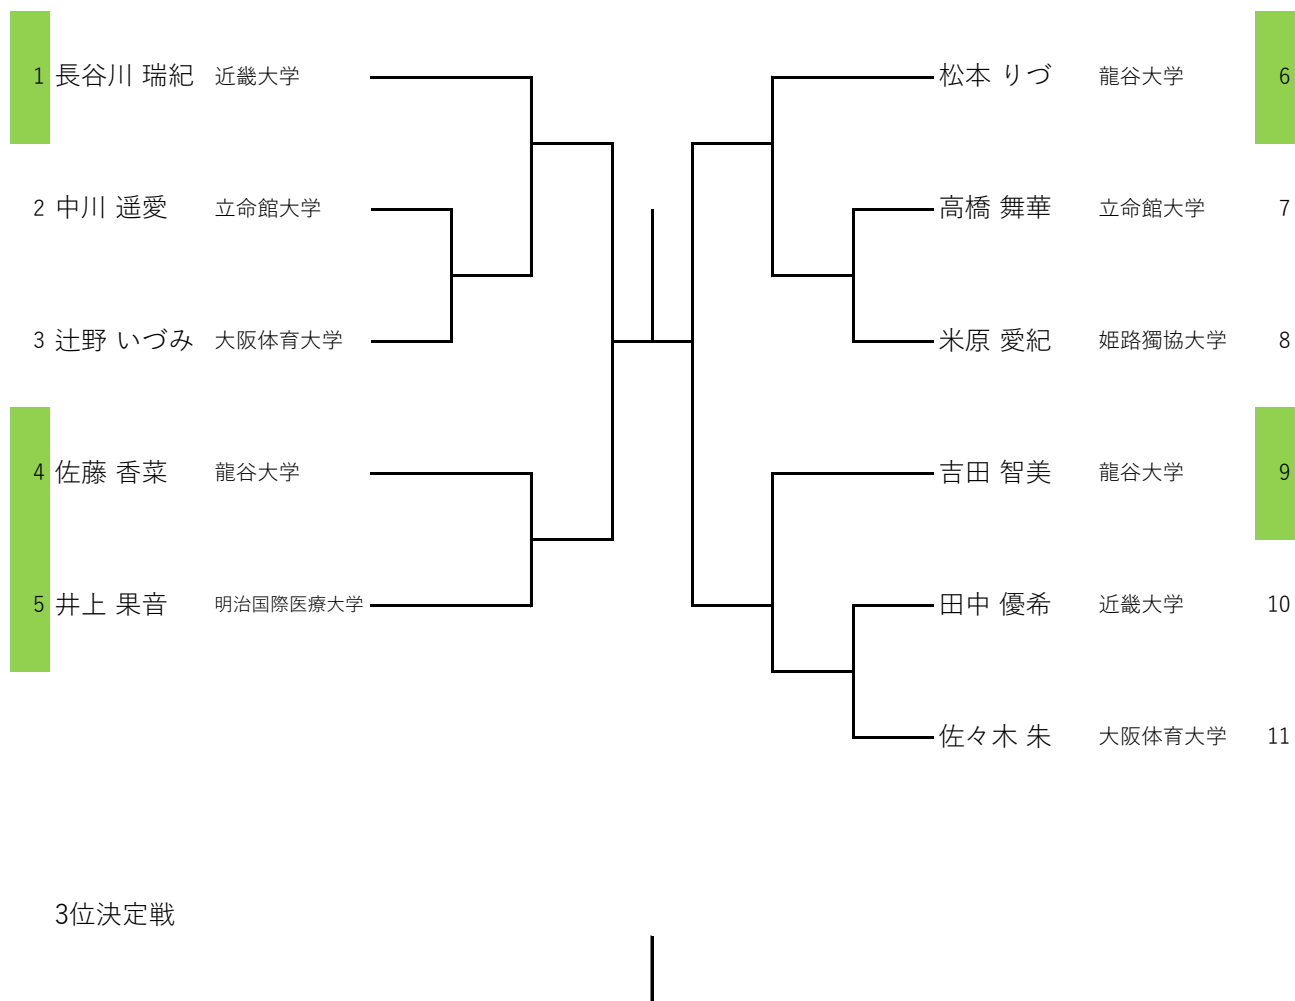 1 長谷川 瑞紀 近畿大学
2 中川 遥愛 立命館大学
3 辻野 いづみ 大阪体育大学
4 佐藤 香菜 龍谷大学
5 井上 果音 明治国際医療大学
松本 りづ 龍谷大学 6
高橋 舞華 立命館大学 7
米原 愛紀 姫路獨協大学 8
吉田 智美 龍谷大学 9
田中 優希 近畿大学 10
佐々木 朱 大阪体育大学 11
3位決定戦